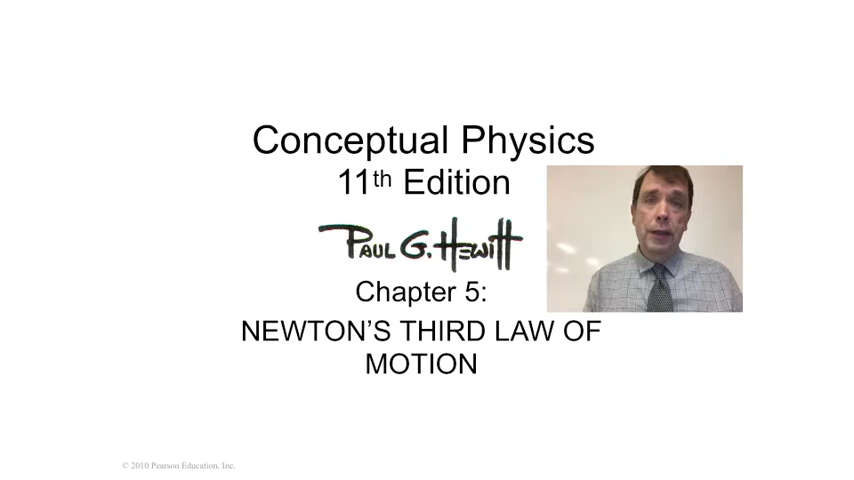 Conceptual Physics
11th Edition
PAUL G. HEWITT
Chapter 5:
NEWTON’S THIRD LAW OF
MOTION
© 2010 Pearson Education, Inc.